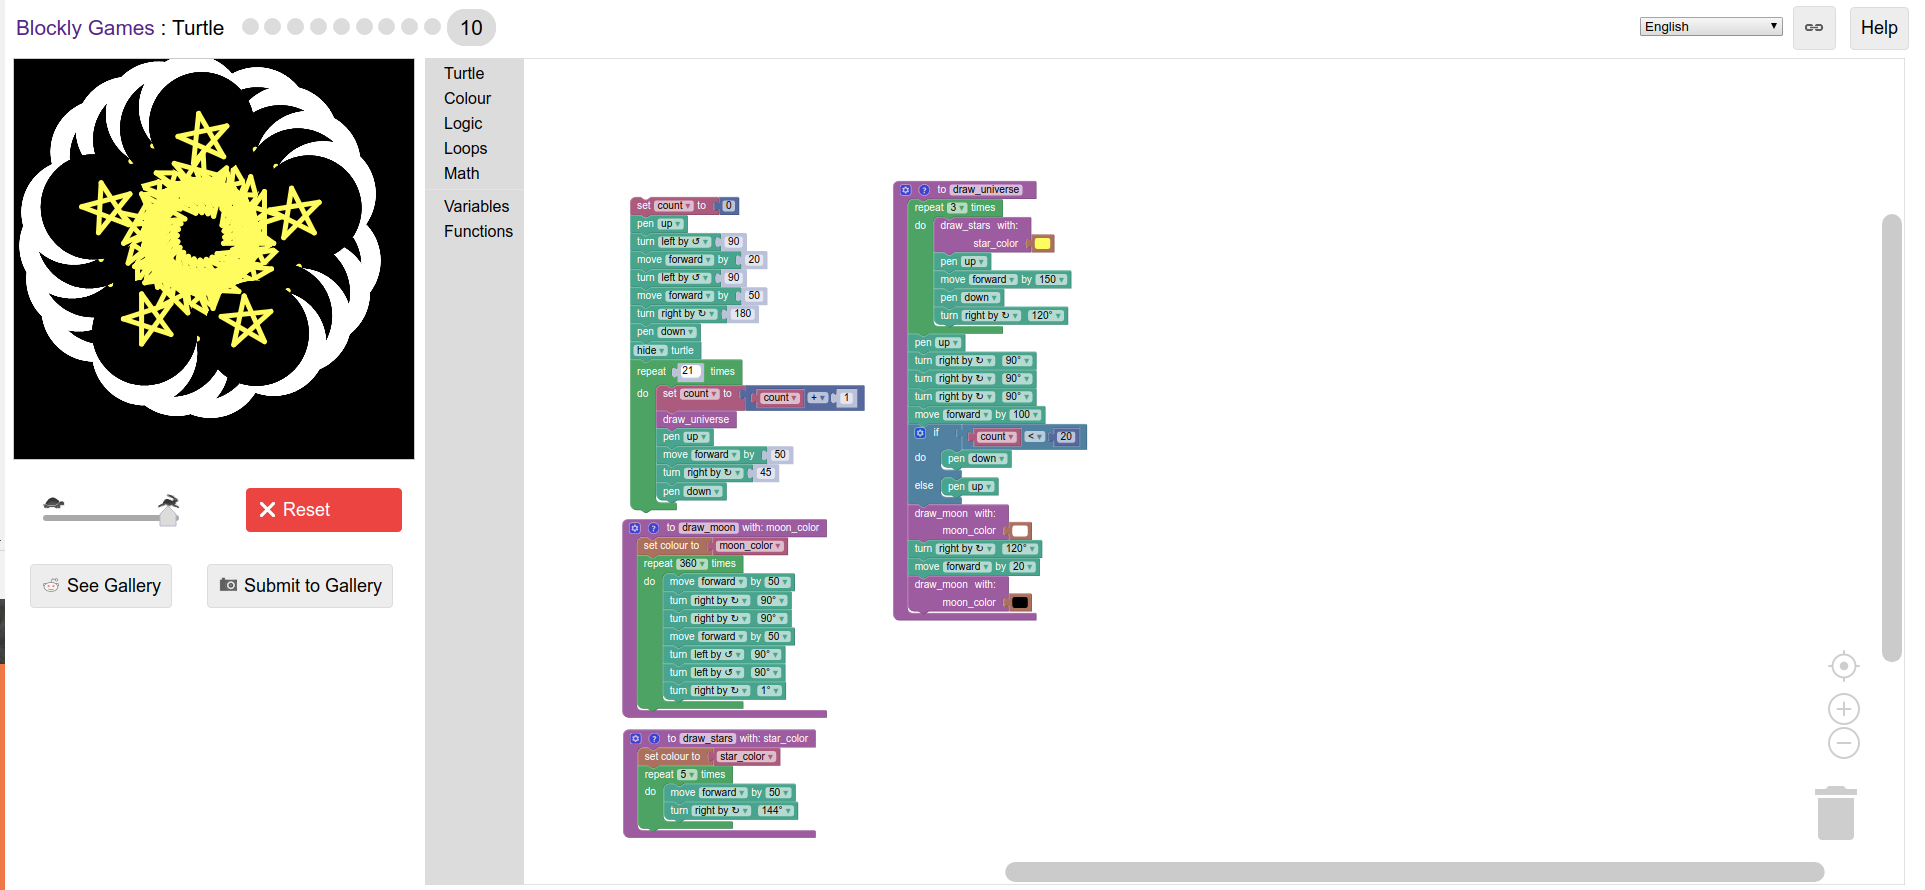 Blockly Games : Turtle
10
English
Help
Reset
See Gallery
Submit to Gallery
Turtle
Colour
Logic
Loops
Math
Variables
Functions
set count to 0
pen up
turn left by ↺ 90
move forward by 20
turn left by ↺ 90
move forward by 50
turn right by ↻ 180
pen down
hide turtle
repeat 21 times
do set count to count + 1
draw_universe
pen up
move forward by 50
turn right by ↻ 45
pen down
? to draw_moon with: moon_color
set colour to moon_color
repeat 360 times
do move forward by 50
turn right by ↻ 90°
turn right by ↻ 90°
move forward by 50
turn left by ↺ 90°
turn left by ↺ 90°
turn right by ↻ 1°
? to draw_stars with: star_color
set colour to star_color
repeat 5 times
do move forward by 50
turn right by ↻ 144°
? to draw_universe
repeat 3 times
do draw_stars with:
star_color
pen up
move forward by 150
pen down
turn right by ↻ 120°
pen up
turn right by ↻ 90°
turn right by ↻ 90°
turn right by ↻ 90°
move forward by 100
if count < 20
do pen down
else pen up
draw_moon with:
moon_color
turn right by ↻ 120°
move forward by 20
draw_moon with:
moon_color